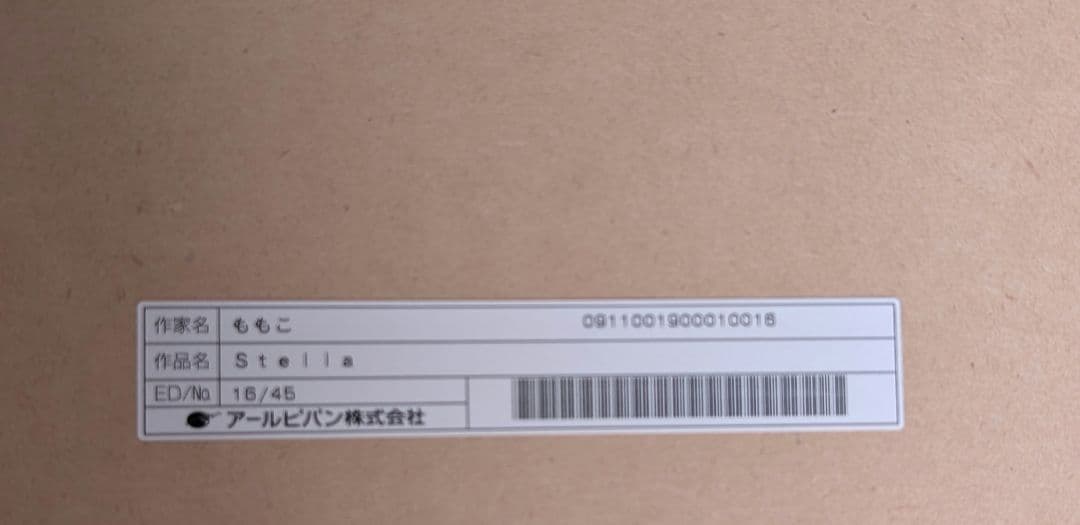 作家名 ももこ 0911001900010016
作品名 Stella
ED/No. 16/45
アールビバン株式会社